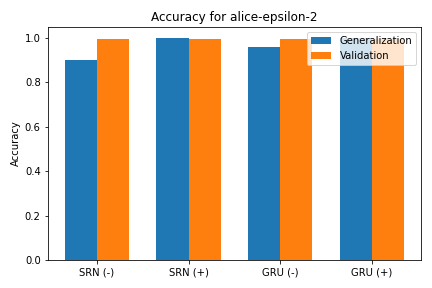 Accuracy for alice-epsilon-2
Generalization
Validation
Accuracy
1.0
0.8
0.6
0.4
0.2
0.0
SRN (-)
SRN (+)
GRU (-)
GRU (+)